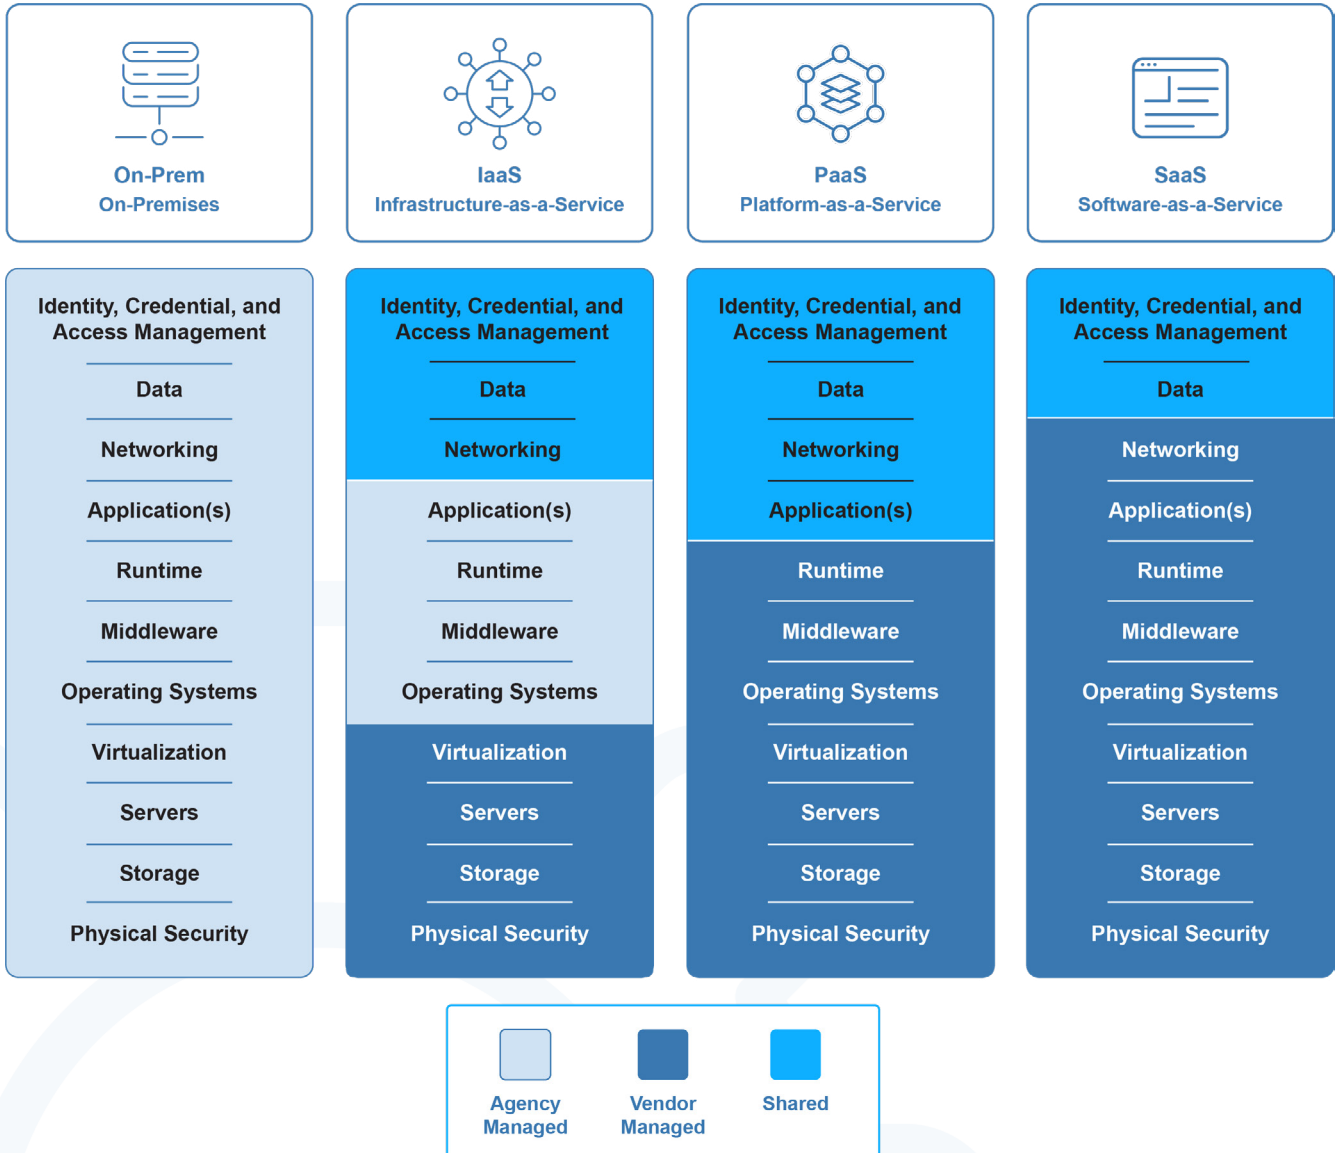 On-Prem
On-Premises
IaaS
Infrastructure-as-a-Service
PaaS
Platform-as-a-Service
SaaS
Software-as-a-Service
Identity, Credential, and
Access Management
Data
Networking
Application(s)
Runtime
Middleware
Operating Systems
Virtualization
Servers
Storage
Physical Security
Identity, Credential, and
Access Management
Data
Networking
Application(s)
Runtime
Middleware
Operating Systems
Virtualization
Servers
Storage
Physical Security
Identity, Credential, and
Access Management
Data
Networking
Application(s)
Runtime
Middleware
Operating Systems
Virtualization
Servers
Storage
Physical Security
Identity, Credential, and
Access Management
Data
Networking
Application(s)
Runtime
Middleware
Operating Systems
Virtualization
Servers
Storage
Physical Security
Agency
Managed
Vendor
Managed
Shared